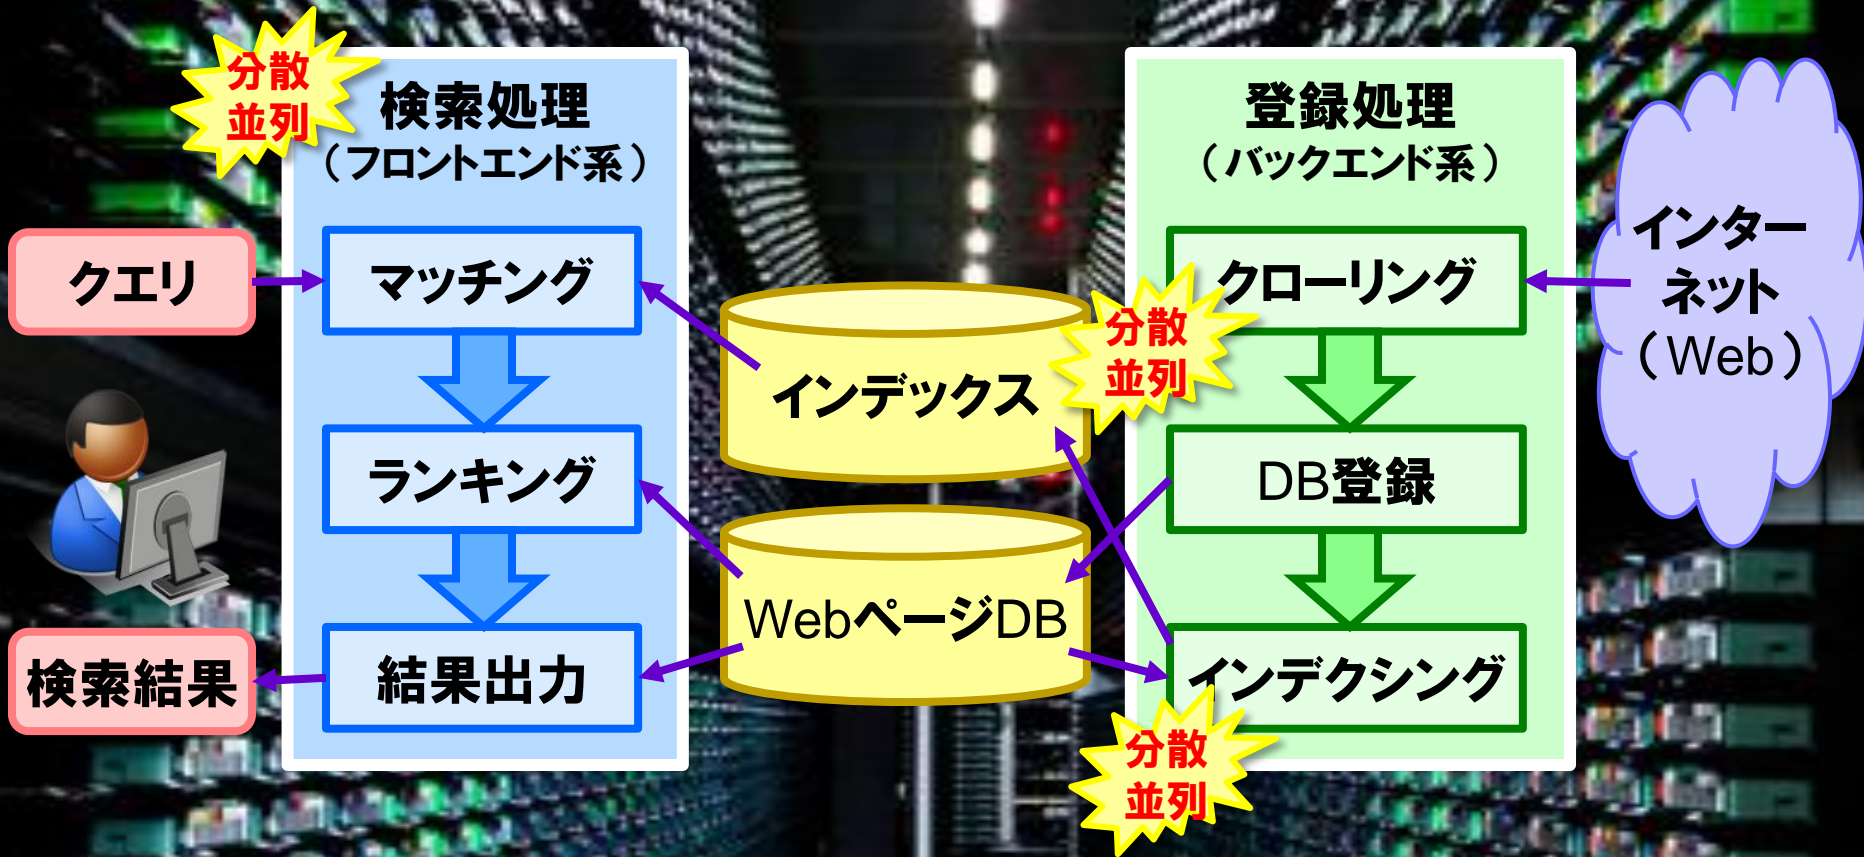 分散
並列
検索処理
（フロントエンド系）
クエリ
マッチング
ランキング
結果出力
検索結果
インデックス
WebページDB
登録処理
（バックエンド系）
分散
並列
クローリング
DB登録
インデクシング
分散
並列
インター
ネット
（Web）